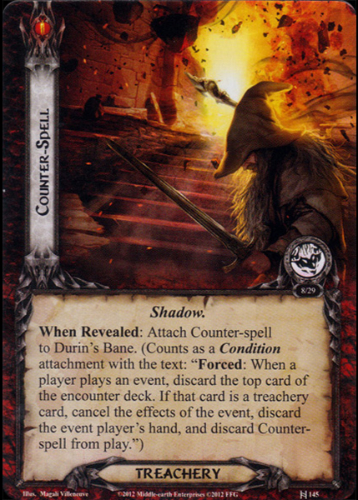 COUNTER-SPELL
8/29
Shadow.
When Revealed: Attach Counter-spell
to Durin's Bane. (Counts as a Condition
attachment with the text: "Forced: When a
player plays an event, discard the top card of
the encounter deck. If that card is a treachery
card, cancel the effects of the event, discard
the event player's hand, and discard Counter-
spell from play.")
TREACHERY
Illus. Magali Villeneuve ©2012 Middle-earth Enterprises ©2012 FFG 145